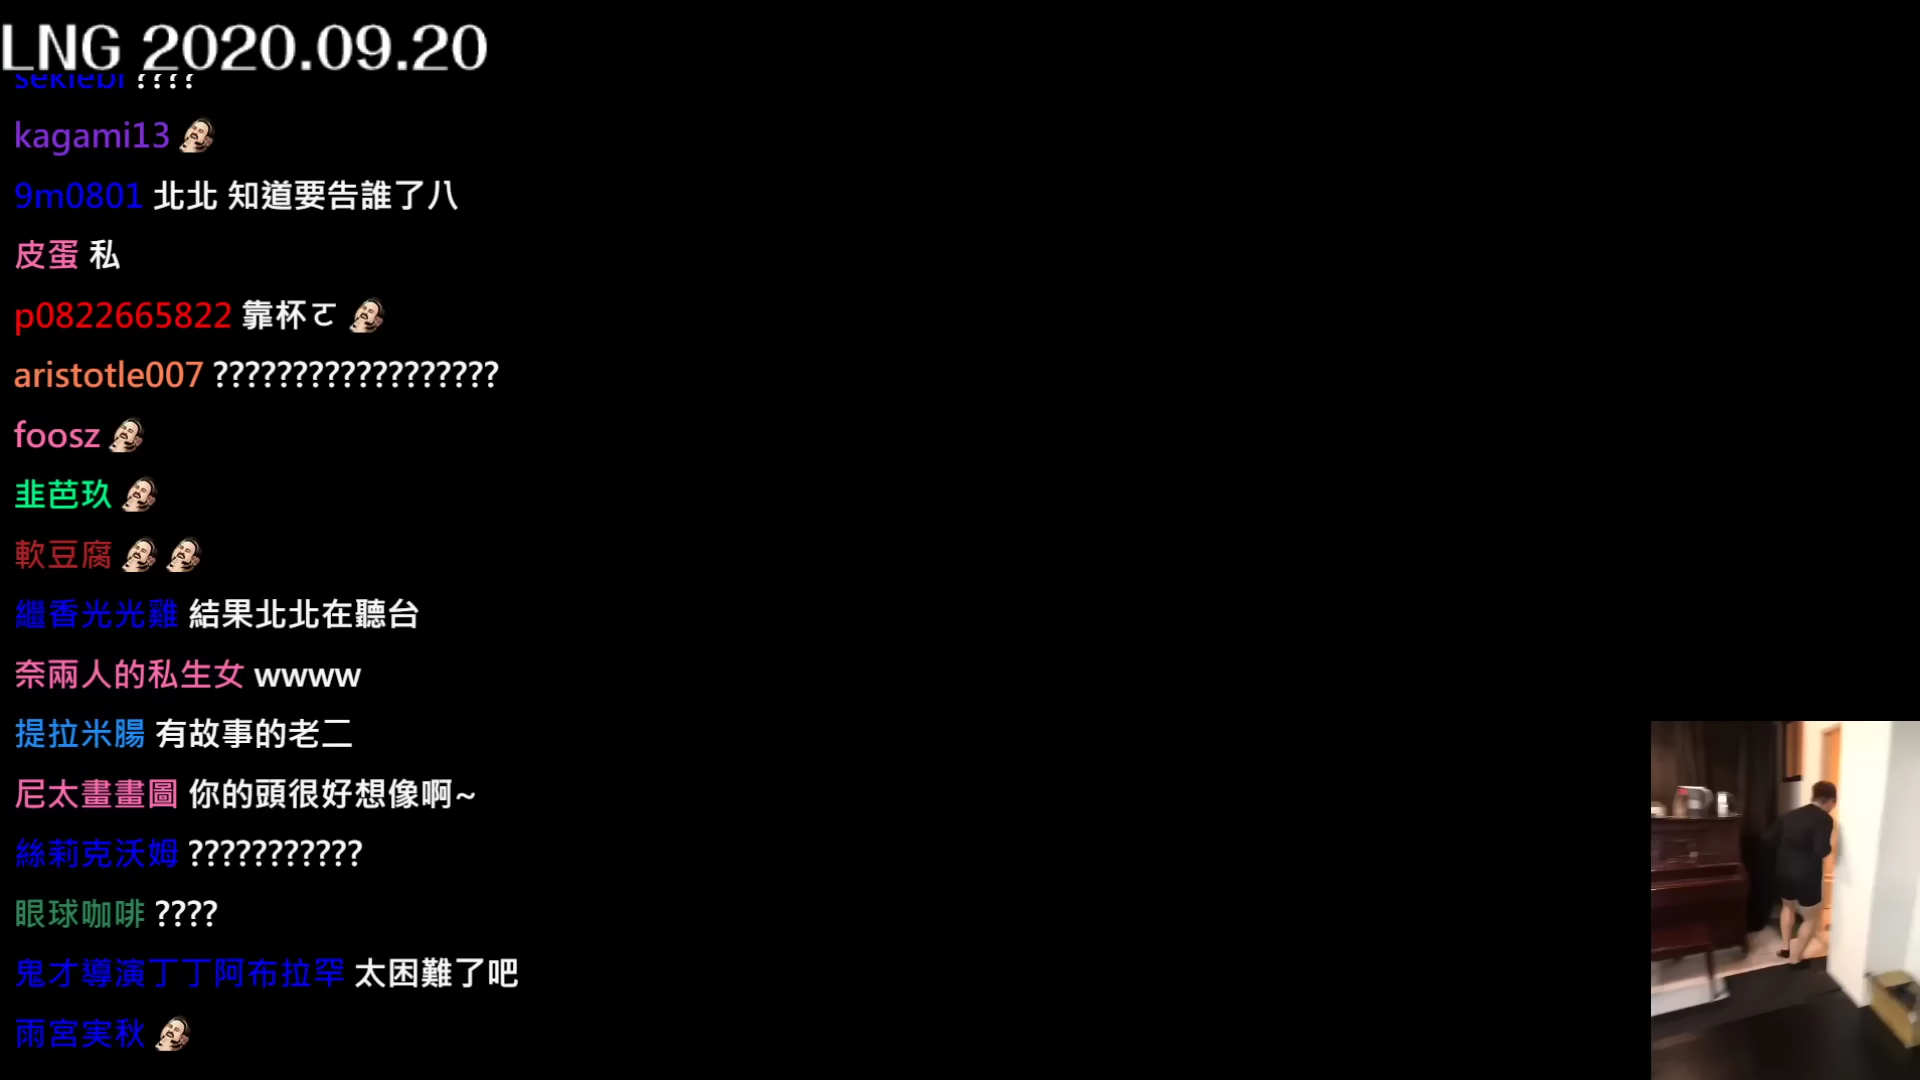 LNG 2020.09.20
sekiebi ????
kagami13
9m0801 北北 知道要告誰了八
皮蛋 私
p0822665822 靠杯ㄛ
aristotle007 ??????????????????
foosz
韭芭玖
軟豆腐
繼香光光雞 結果北北在聽台
奈兩人的私生女 wwww
提拉米腸 有故事的老二
尼太畫畫圖 你的頭很好想像啊~
絲莉克沃姆 ???????????
眼球咖啡 ????
鬼才導演丁丁阿布拉罕 太困難了吧
雨宮実秋